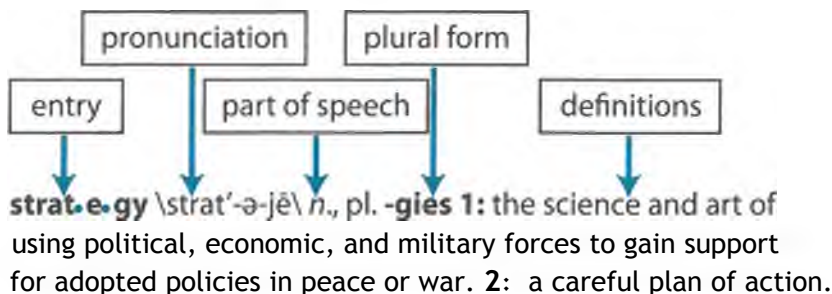 pronunciation plural form
entry part of speech definitions
strat•e•gy \strat′-ə-jē\ n., pl. -gies 1: the science and art of
using political, economic, and military forces to gain support
for adopted policies in peace or war. 2: a careful plan of action.